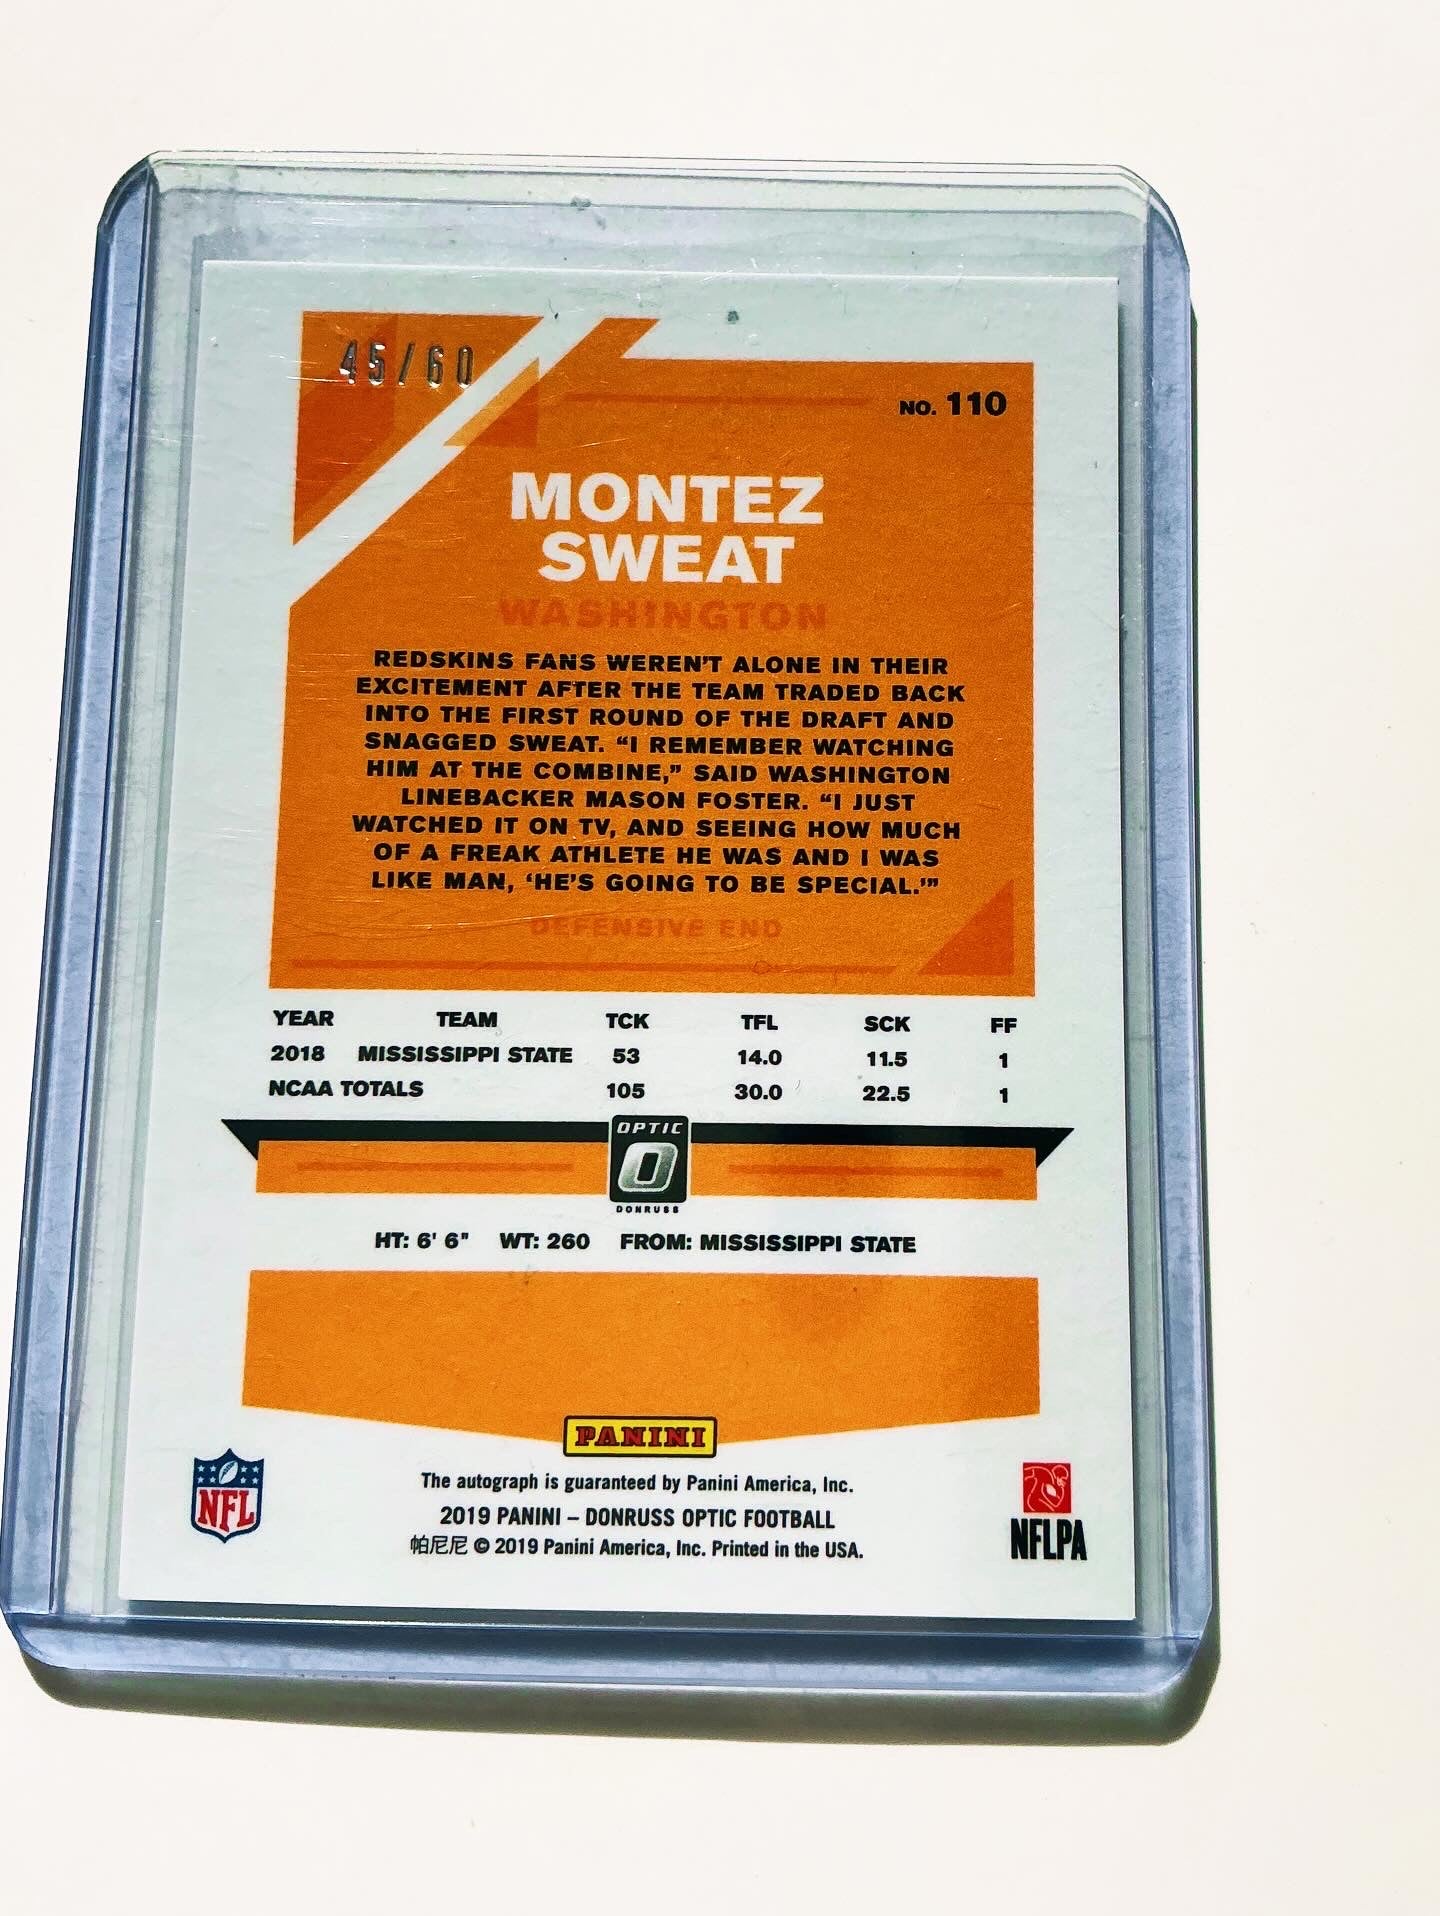 45/60
NO. 110
MONTEZ
SWEAT
WASHINGTON
REDSKINS FANS WEREN'T ALONE IN THEIR
EXCITEMENT AFTER THE TEAM TRADED BACK
INTO THE FIRST ROUND OF THE DRAFT AND
SNAGGED SWEAT. “I REMEMBER WATCHING
HIM AT THE COMBINE,” SAID WASHINGTON
LINEBACKER MASON FOSTER. “I JUST
WATCHED IT ON TV, AND SEEING HOW MUCH
OF A FREAK ATHLETE HE WAS AND I WAS
LIKE MAN, ‘HE'S GOING TO BE SPECIAL.’”
DEFENSIVE END
YEAR TEAM TCK TFL SCK FF
2018 MISSISSIPPI STATE 53 14.0 11.5 1
NCAA TOTALS 105 30.0 22.5 1
OPTIC
O
DONRUSS
HT: 6' 6" WT: 260 FROM: MISSISSIPPI STATE
PANINI
NFL
The autograph is guaranteed by Panini America, Inc.
2019 PANINI – DONRUSS OPTIC FOOTBALL
帕尼尼 © 2019 Panini America, Inc. Printed in the USA.
NFLPA